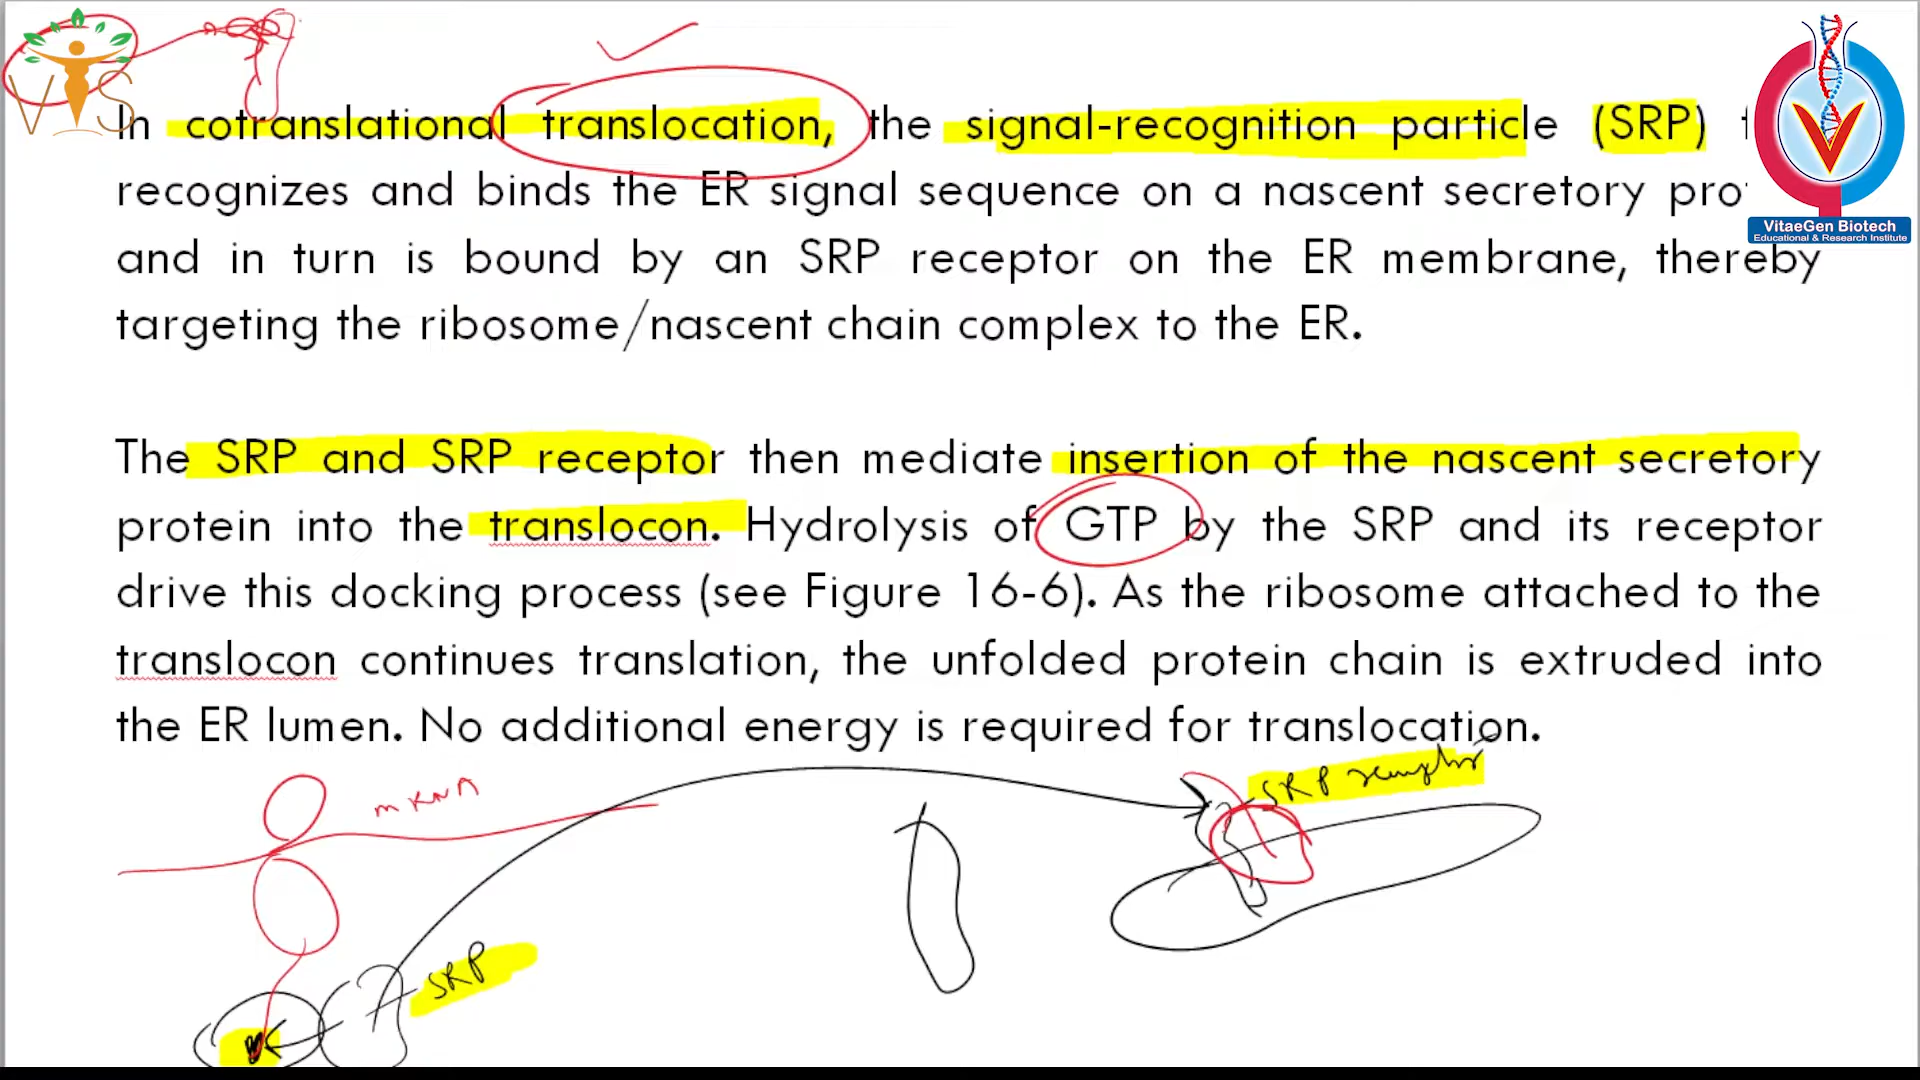 VS
VitaeGen Biotech
Educational & Research Institute
In cotranslational translocation, the signal-recognition particle (SRP)
recognizes and binds the ER signal sequence on a nascent secretory
and in turn is bound by an SRP receptor on the ER membrane, thereby
targeting the ribosome/nascent chain complex to the ER.
The SRP and SRP receptor then mediate insertion of the nascent secretory
protein into the translocon. Hydrolysis of GTP by the SRP and its receptor
drive this docking process (see Figure 16-6). As the ribosome attached to the
translocon continues translation, the unfolded protein chain is extruded into
the ER lumen. No additional energy is required for translocation.
mRNA
SRP
SRP